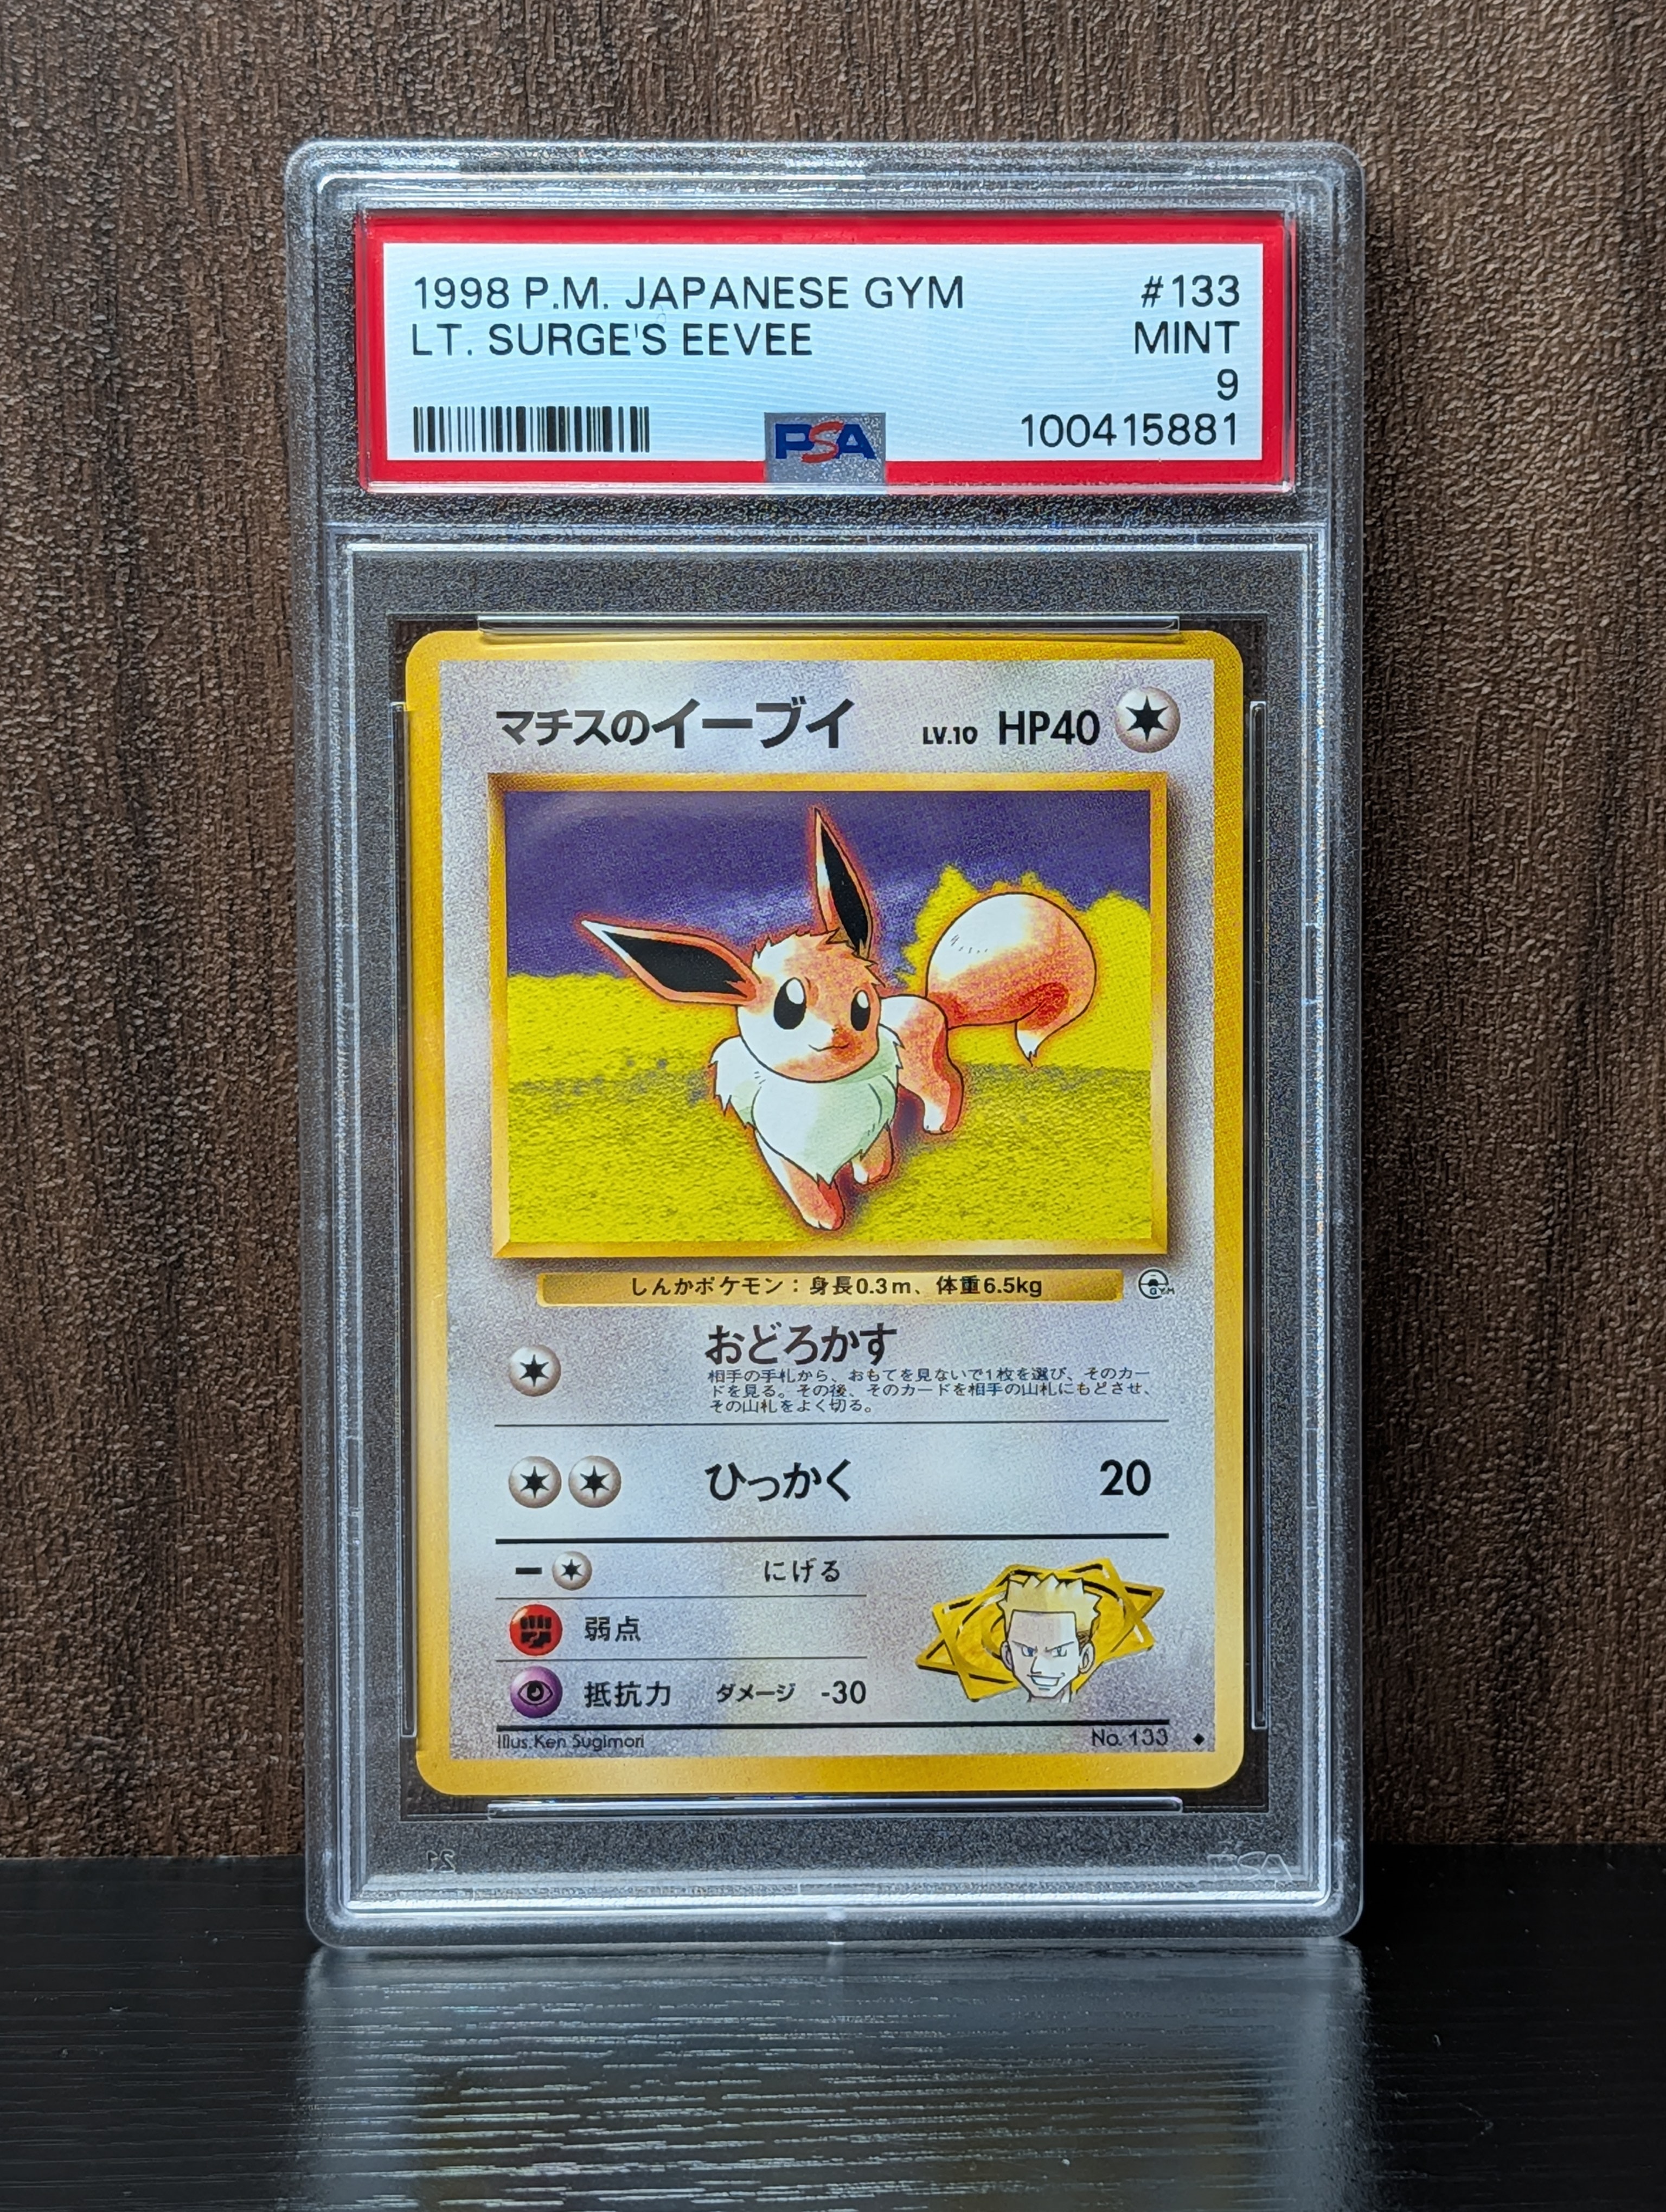 1998 P.M. JAPANESE GYM #133
LT. SURGE'S EEVEE MINT
9
PSA 100415881
マチスのイーブイ LV.10 HP40
しんかポケモン：身長0.3m、体重6.5kg GYM
おどろかす
相手の手札から、おもてを見ないで1枚を選び、そのカー
ドを見る。その後、そのカードを相手の山札にもどさせ、
その山札をよく切る。
ひっかく 20
− にげる
弱点
抵抗力 ダメージ -30
Illus. Ken Sugimori No. 133
21 PSA